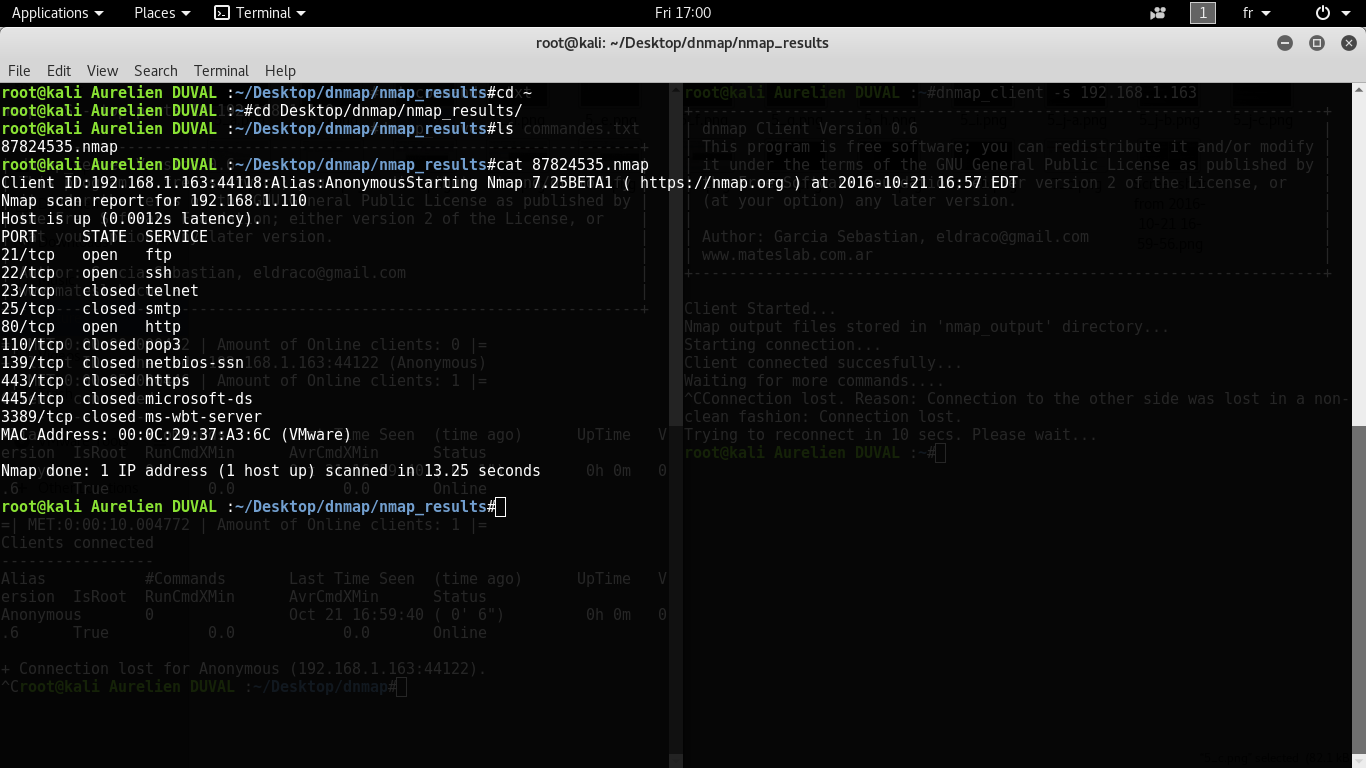 Applications Places Terminal Fri 17:00 1 fr
root@kali: ~/Desktop/dnmap/nmap_results
File Edit View Search Terminal Help
root@kali Aurelien DUVAL :~/Desktop/dnmap/nmap_results#cd ~
root@kali Aurelien DUVAL :~#cd Desktop/dnmap/nmap_results/
root@kali Aurelien DUVAL :~/Desktop/dnmap/nmap_results#ls
87824535.nmap
root@kali Aurelien DUVAL :~/Desktop/dnmap/nmap_results#cat 87824535.nmap
Client ID:192.168.1.163:44118:Alias:AnonymousStarting Nmap 7.25BETA1 ( https://nmap.org ) at 2016-10-21 16:57 EDT
Nmap scan report for 192.168.1.110
Host is up (0.0012s latency).
PORT STATE SERVICE
21/tcp open ftp
22/tcp open ssh
23/tcp closed telnet
25/tcp closed smtp
80/tcp open http
110/tcp closed pop3
139/tcp closed netbios-ssn
443/tcp closed https
445/tcp closed microsoft-ds
3389/tcp closed ms-wbt-server
MAC Address: 00:0C:29:37:A3:6C (VMware)
Nmap done: 1 IP address (1 host up) scanned in 13.25 seconds
root@kali Aurelien DUVAL :~/Desktop/dnmap/nmap_results#
=| MET:0:00:10.004772 | Amount of Online clients: 1 |=
Clients connected
-----------------
Alias #Commands Last Time Seen (time ago) UpTime V
ersion IsRoot RunCmdXMin AvrCmdXMin Status
Anonymous 0 Oct 21 16:59:40 ( 0' 6") 0h 0m 0
.6 True 0.0 0.0 Online
+ Connection lost for Anonymous (192.168.1.163:44122).
^Croot@kali Aurelien DUVAL :~/Desktop/dnmap#
root@kali Aurelien DUVAL :~#dnmap_client -s 192.168.1.163
| dnmap Client Version 0.6 |
| This program is free software; you can redistribute it and/or modify |
| it under the terms of the GNU General Public License as published by |
| (at your option) any later version. |
| Author: Garcia Sebastian, eldraco@gmail.com |
| www.mateslab.com.ar |
Client Started...
Nmap output files stored in 'nmap_output' directory...
Starting connection...
Client connected succesfully...
Waiting for more commands....
^CConnection lost. Reason: Connection to the other side was lost in a non-
clean fashion: Connection lost.
Trying to reconnect in 10 secs. Please wait...
root@kali Aurelien DUVAL :~#